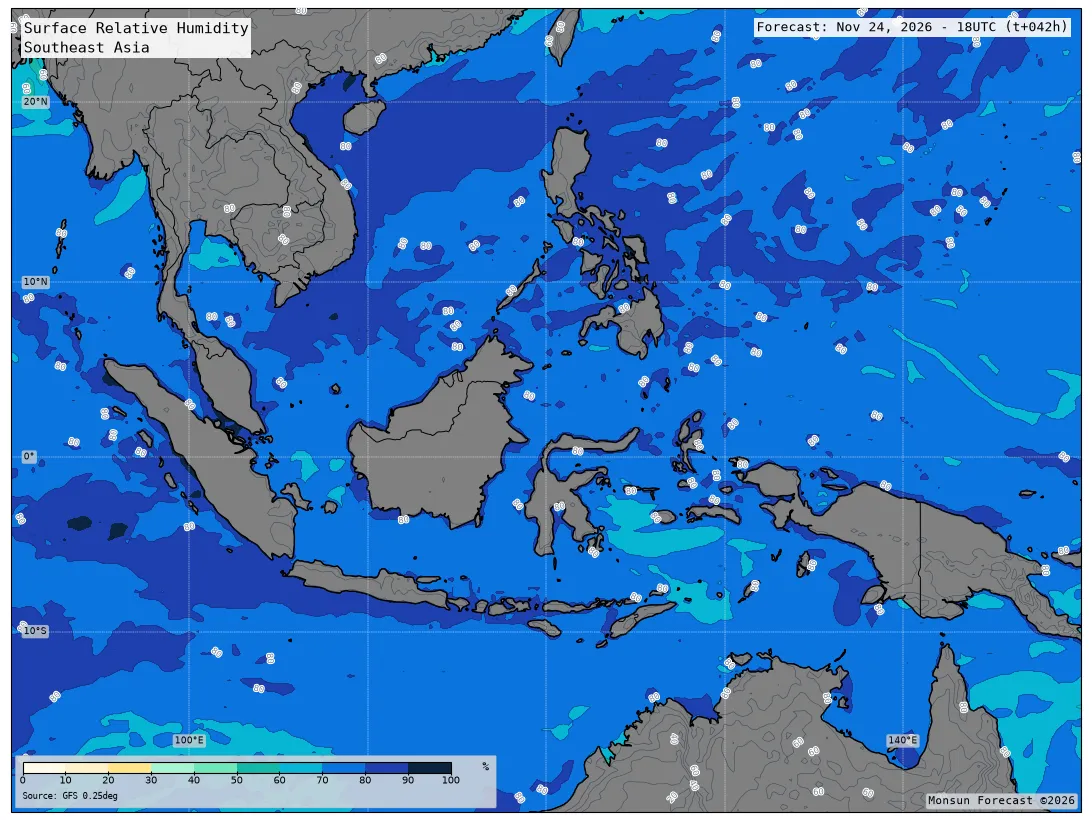 Surface Relative Humidity
Southeast Asia
Forecast: Nov 24, 2026 - 18UTC (t+042h)
20°N
10°N
0°
10°S
100°E
140°E
%
0 10 20 30 40 50 60 70 80 90 100
Source: GFS 0.25deg
Monsun Forecast ©2026